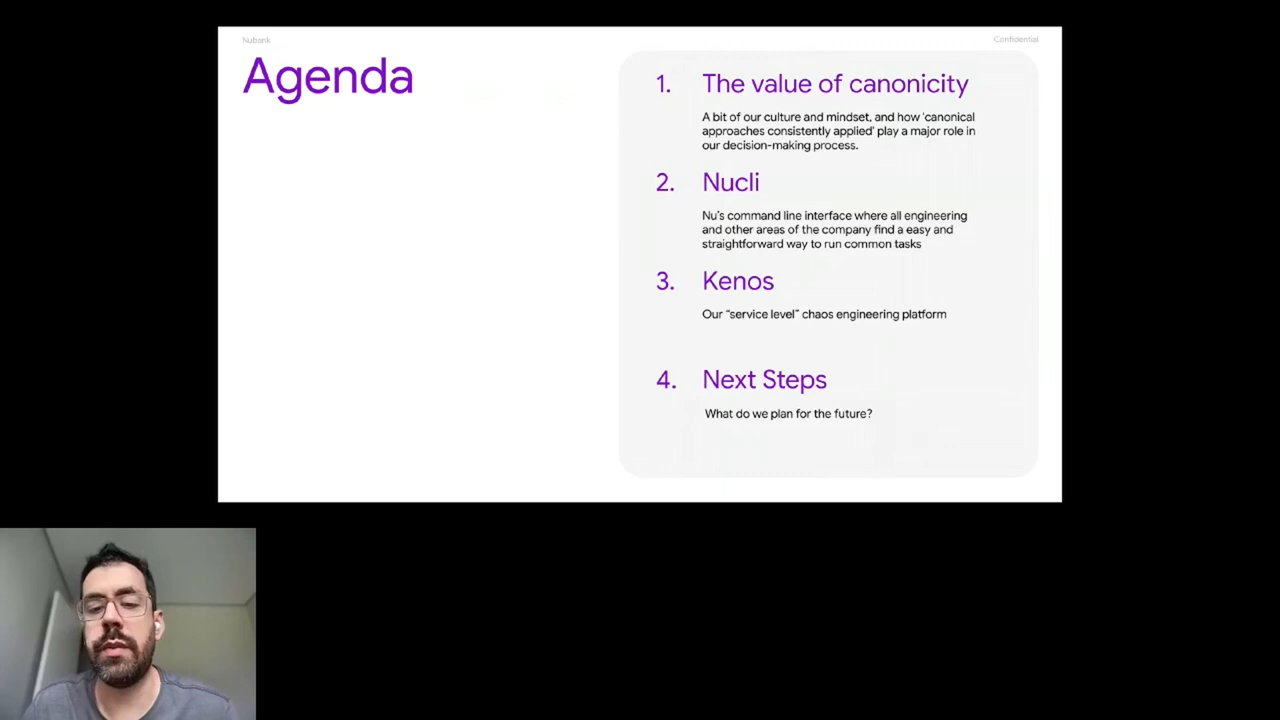 Nubank
Confidential
Agenda
1. The value of canonicity
A bit of our culture and mindset, and how 'canonical
approaches consistently applied' play a major role in
our decision-making process.
2. Nucli
Nu's command line interface where all engineering
and other areas of the company find a easy and
straightforward way to run common tasks
3. Kenos
Our "service level" chaos engineering platform
4. Next Steps
What do we plan for the future?